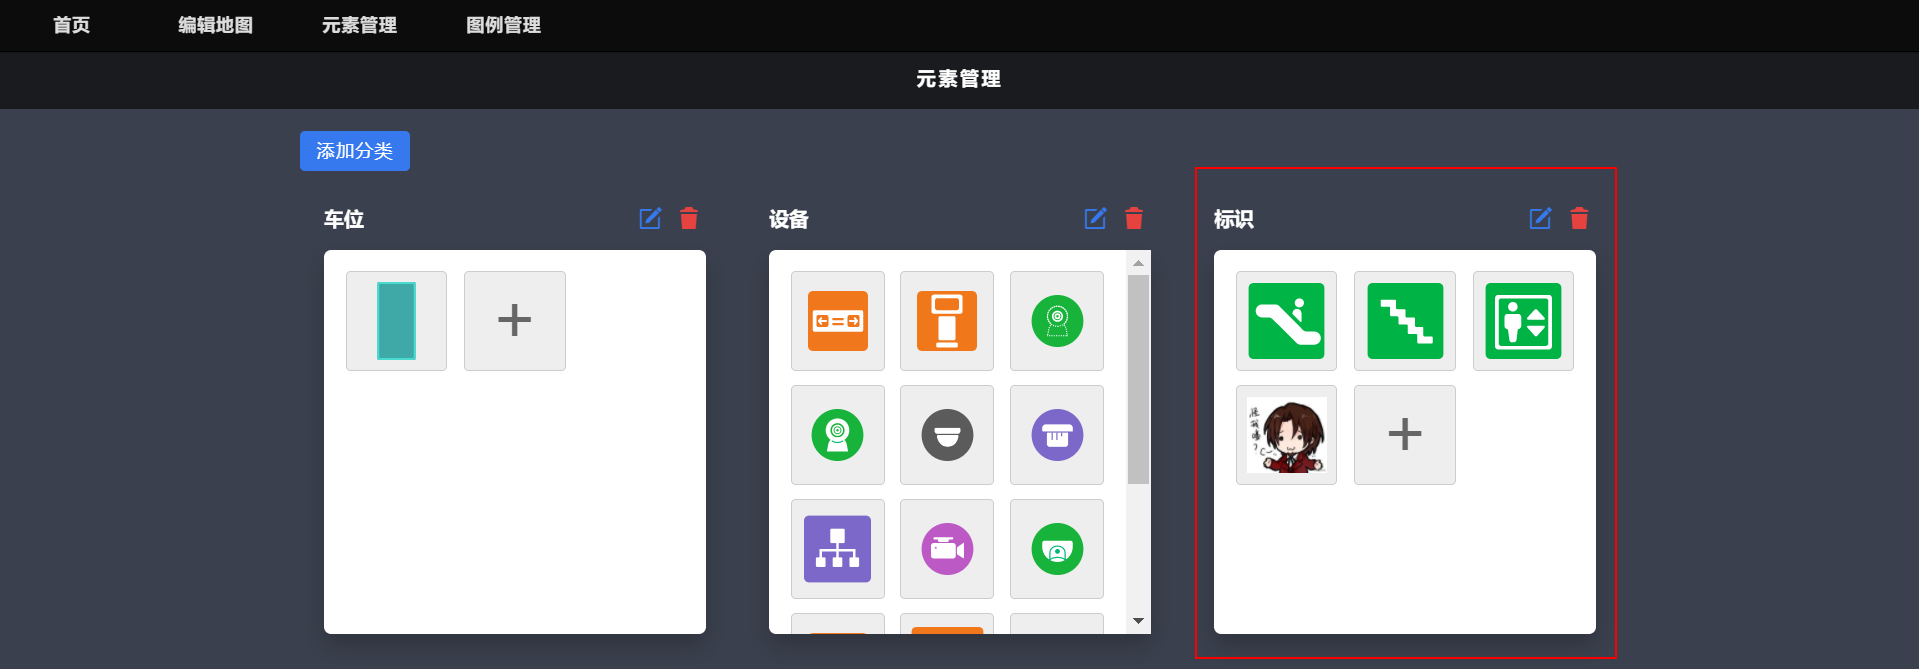 首页 编辑地图 元素管理 图例管理
元素管理
添加分类
车位 设备 标识